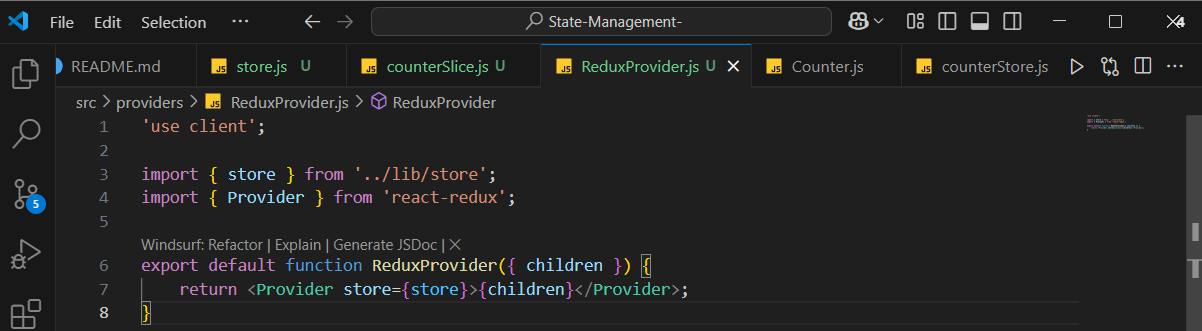 File Edit Selection ··· State-Management- 4
README.md JS store.js U JS counterSlice.js U JS ReduxProvider.js U JS Counter.js JS counterStore.js
src > providers > JS ReduxProvider.js > ReduxProvider
1 'use client';
2
3 import { store } from '../lib/store';
4 import { Provider } from 'react-redux';
5
Windsurf: Refactor | Explain | Generate JSDoc | ×
6 export default function ReduxProvider({ children }) {
7 return <Provider store={store}>{children}</Provider>;
8 }
5